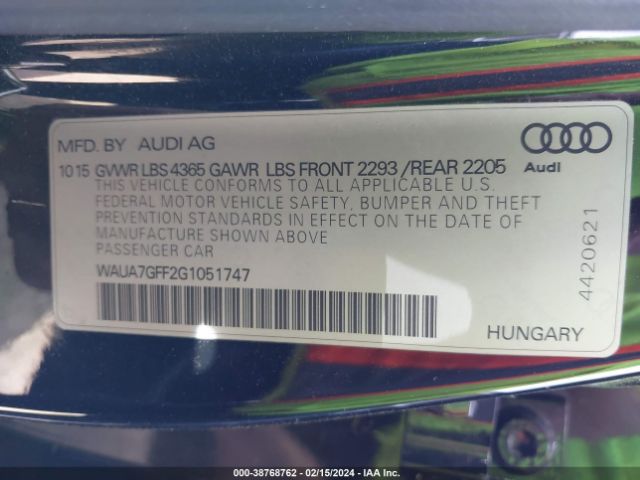 MFD. BY AUDI AG
10 15 GVWR LBS 4365 GAWR LBS FRONT 2293 /REAR 2205
THIS VEHICLE CONFORMS TO ALL APPLICABLE U.S.
FEDERAL MOTOR VEHICLE SAFETY, BUMPER AND THEFT
PREVENTION STANDARDS IN EFFECT ON THE DATE OF
MANUFACTURE SHOWN ABOVE
PASSENGER CAR
WAUA7GFF2G1051747
Audi
4420621
HUNGARY
000-38768762 - 02/15/2024 - IAA Inc.